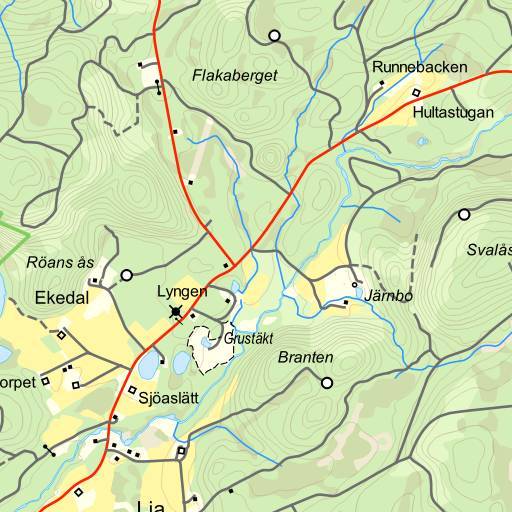 Runnebacken
Flakaberget
Hultastugan
Svalås
Röans ås
Lyngen
Ekedal
Järnbo
Grustäkt
Branten
orpet
Sjöaslätt
Lia